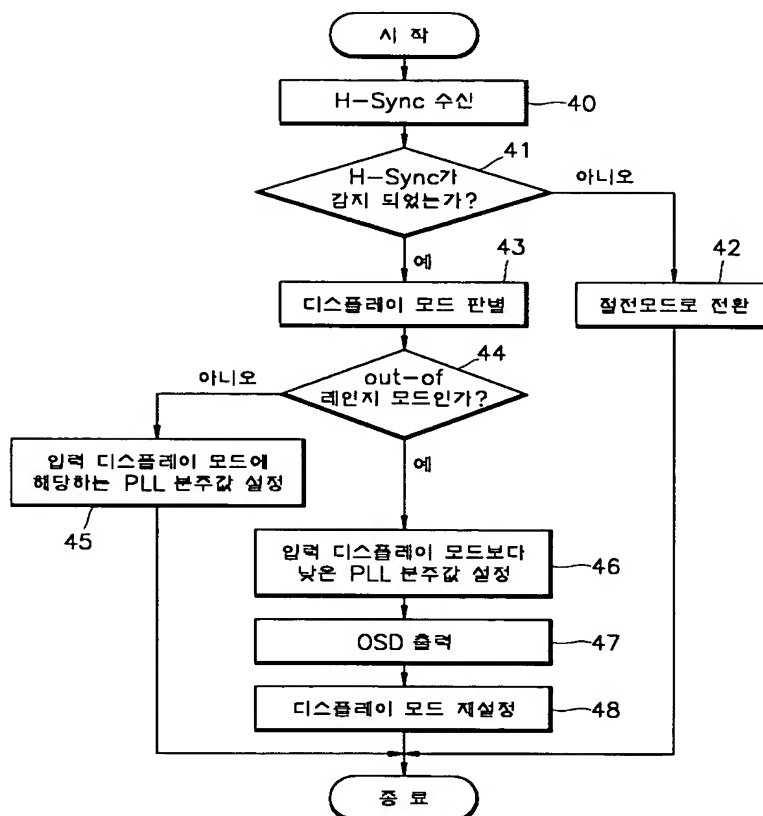 시 작
H-Sync 수신
40
41
H-Sync가
감지 되었는가?
아니오
예
43
디스플레이 모드 판별
42
절전모드로 전환
44
out-of
레인지 모드인가?
아니오
예
입력 디스플레이 모드에
해당하는 PLL 분주값 설정
45
입력 디스플레이 모드보다
낮은 PLL 분주값 설정
46
OSD 출력
47
디스플레이 모드 재설정
48
종 료